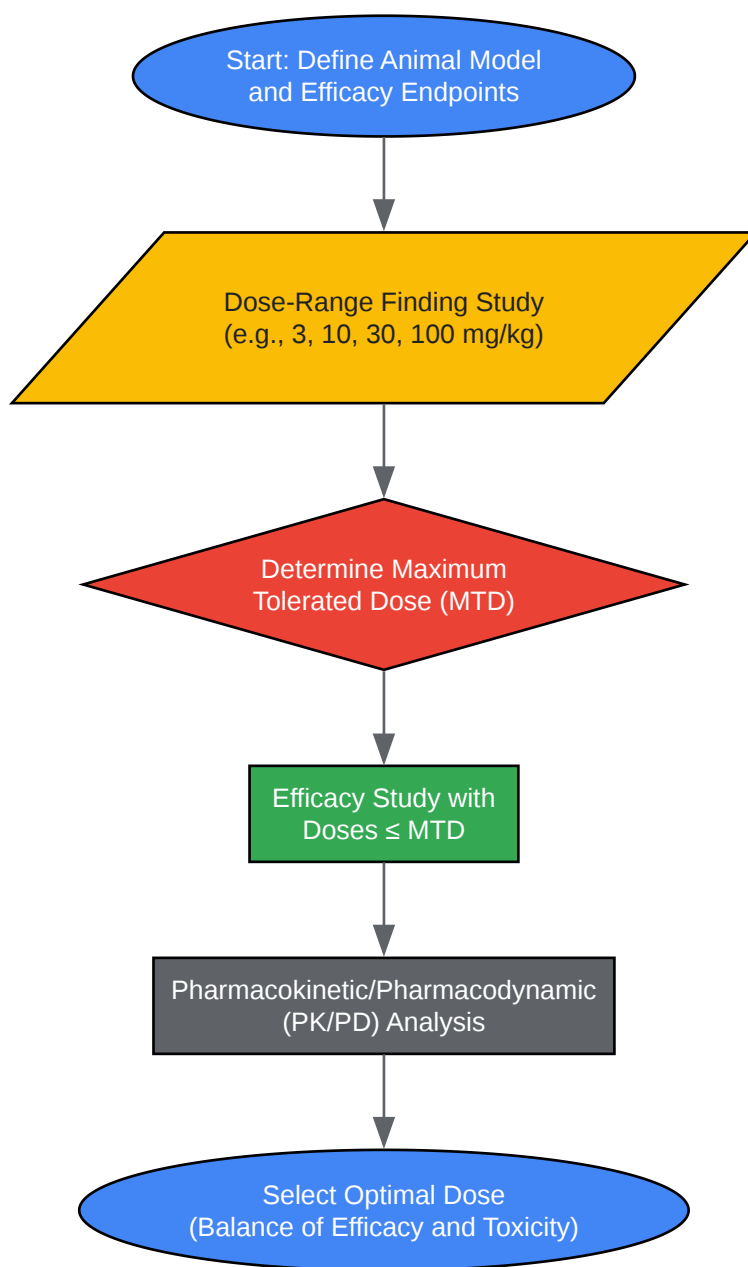 Start: Define Animal Model
and Efficacy Endpoints
Dose-Range Finding Study
(e.g., 3, 10, 30, 100 mg/kg)
Determine Maximum
Tolerated Dose (MTD)
Efficacy Study with
Doses ≤ MTD
Pharmacokinetic/Pharmacodynamic
(PK/PD) Analysis
Select Optimal Dose
(Balance of Efficacy and Toxicity)